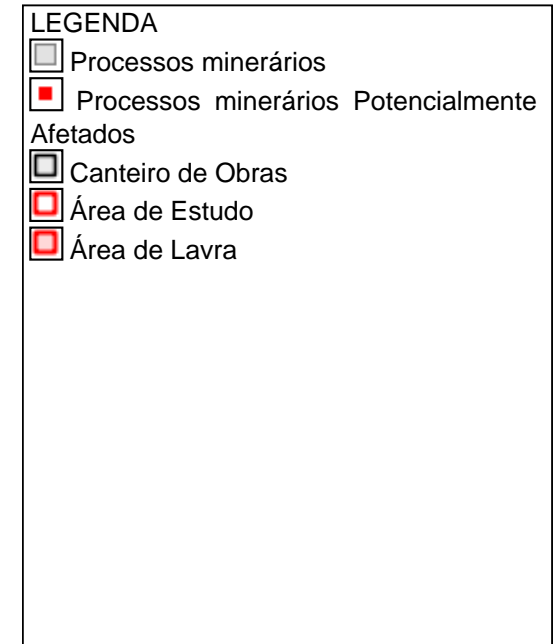 LEGENDA
Processos minerários
Processos minerários Potencialmente
Afetados
Canteiro de Obras
Área de Estudo
Área de Lavra